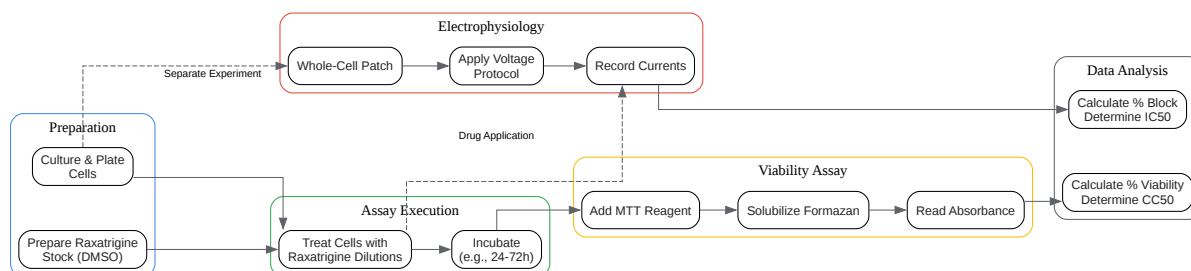 Electrophysiology
Whole-Cell Patch
Apply Voltage
Protocol
Record Currents
Separate Experiment
Data Analysis
Calculate % Block
Determine IC50
Calculate % Viability
Determine CC50
Preparation
Culture & Plate
Cells
Prepare Raxatrigine
Stock (DMSO)
Drug Application
Assay Execution
Treat Cells with
Raxatrigine Dilutions
Incubate
(e.g., 24-72h)
Viability Assay
Add MTT Reagent
Solubilize Formazan
Read Absorbance